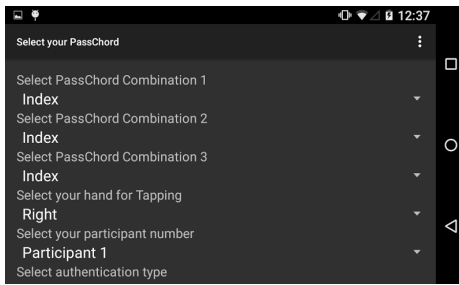 12:37
Select your PassChord
Select PassChord Combination 1
Index
Select PassChord Combination 2
Index
Select PassChord Combination 3
Index
Select your hand for Tapping
Right
Select your participant number
Participant 1
Select authentication type